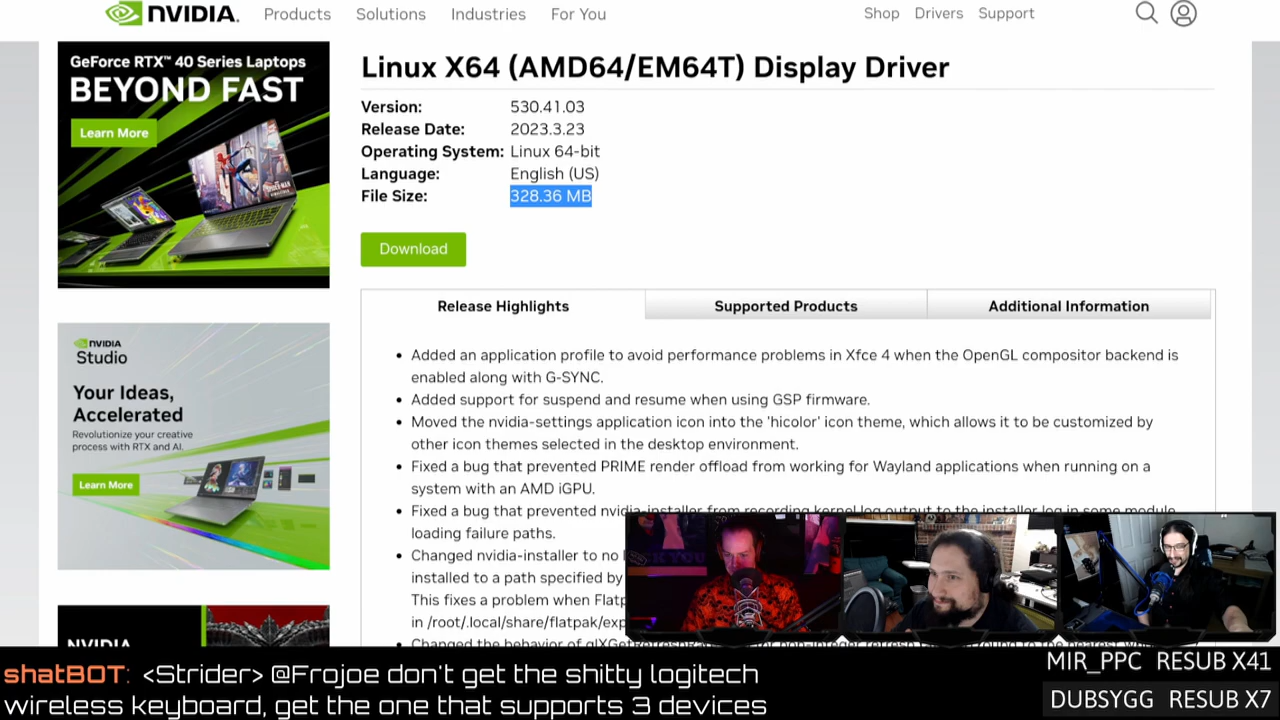 NVIDIA.
Products
Solutions
Industries
For You
Shop
Drivers
Support
GeForce RTX™ 40 Series Laptops
BEYOND FAST
Learn More
NVIDIA
Studio
Your Ideas,
Accelerated
Revolutionize your creative
process with RTX and AI.
Learn More
NVIDIA
Linux X64 (AMD64/EM64T) Display Driver
Version: 530.41.03
Release Date: 2023.3.23
Operating System: Linux 64-bit
Language: English (US)
File Size: 328.36 MB
Download
Release Highlights
Supported Products
Additional Information
• Added an application profile to avoid performance problems in Xfce 4 when the OpenGL compositor backend is
enabled along with G-SYNC.
• Added support for suspend and resume when using GSP firmware.
• Moved the nvidia-settings application icon into the 'hicolor' icon theme, which allows it to be customized by
other icon themes selected in the desktop environment.
• Fixed a bug that prevented PRIME render offload from working for Wayland applications when running on a
system with an AMD iGPU.
• Fixed a bug that prevented nvidia-installer from recording kernel log output to the installer log in some module
loading failure paths.
• Changed nvidia-installer to no
installed to a path specified by
This fixes a problem when Flatp
in /root/.local/share/flatpak/exp
• Changed the behavior of
shatBOT: <Strider> @Frojoe don't get the shitty logitech
wireless keyboard, get the one that supports 3 devices
MIR_PPC RESUB X41
DUBSYGG RESUB X7